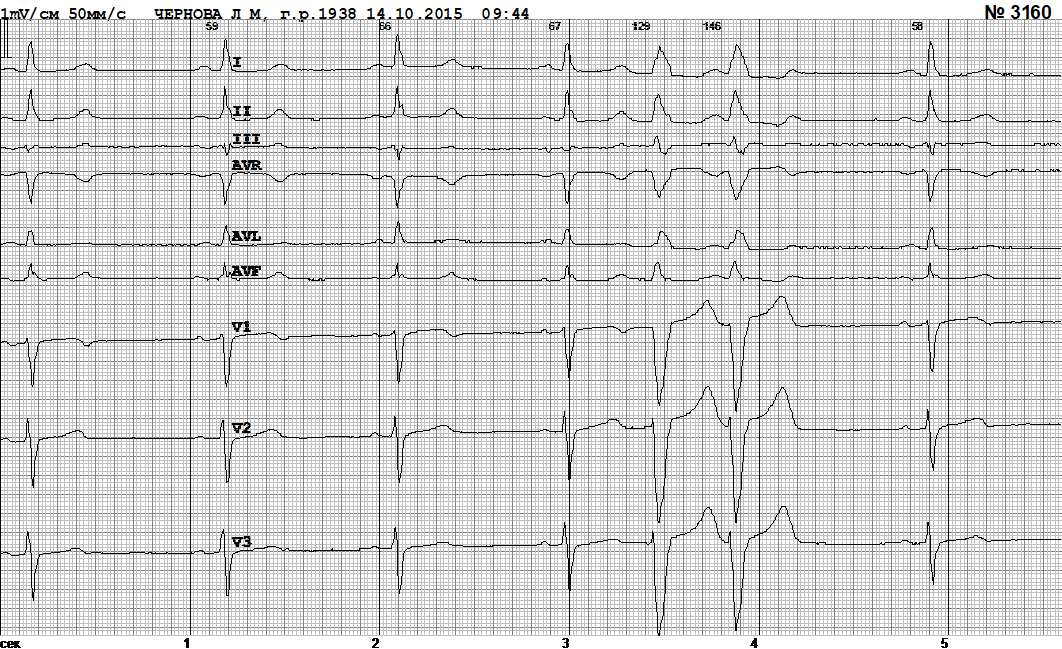 1mV/см 50мм/с ЧЕРНОВА Л М, г.р.1938 14.10.2015 09:44 № 3160
59 66 67 129 146 58
I
II
III
AVR
AVL
AVF
V1
V2
V3
сек 1 2 3 4 5